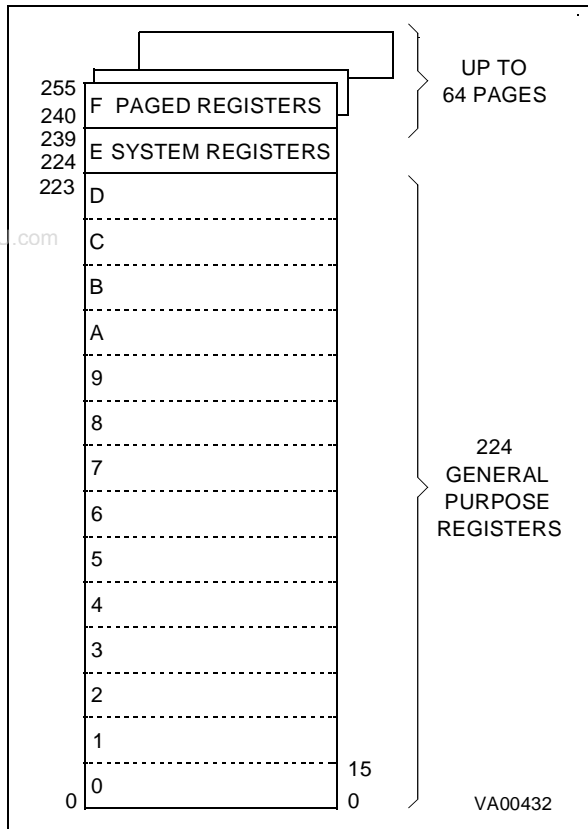 UP TO
64 PAGES
255
F PAGED REGISTERS
240
239
E SYSTEM REGISTERS
224
223
D
.com
C
B
A
9
8
7
224
GENERAL
PURPOSE
REGISTERS
6
5
4
3
2
1
15
0
0
0
VA00432